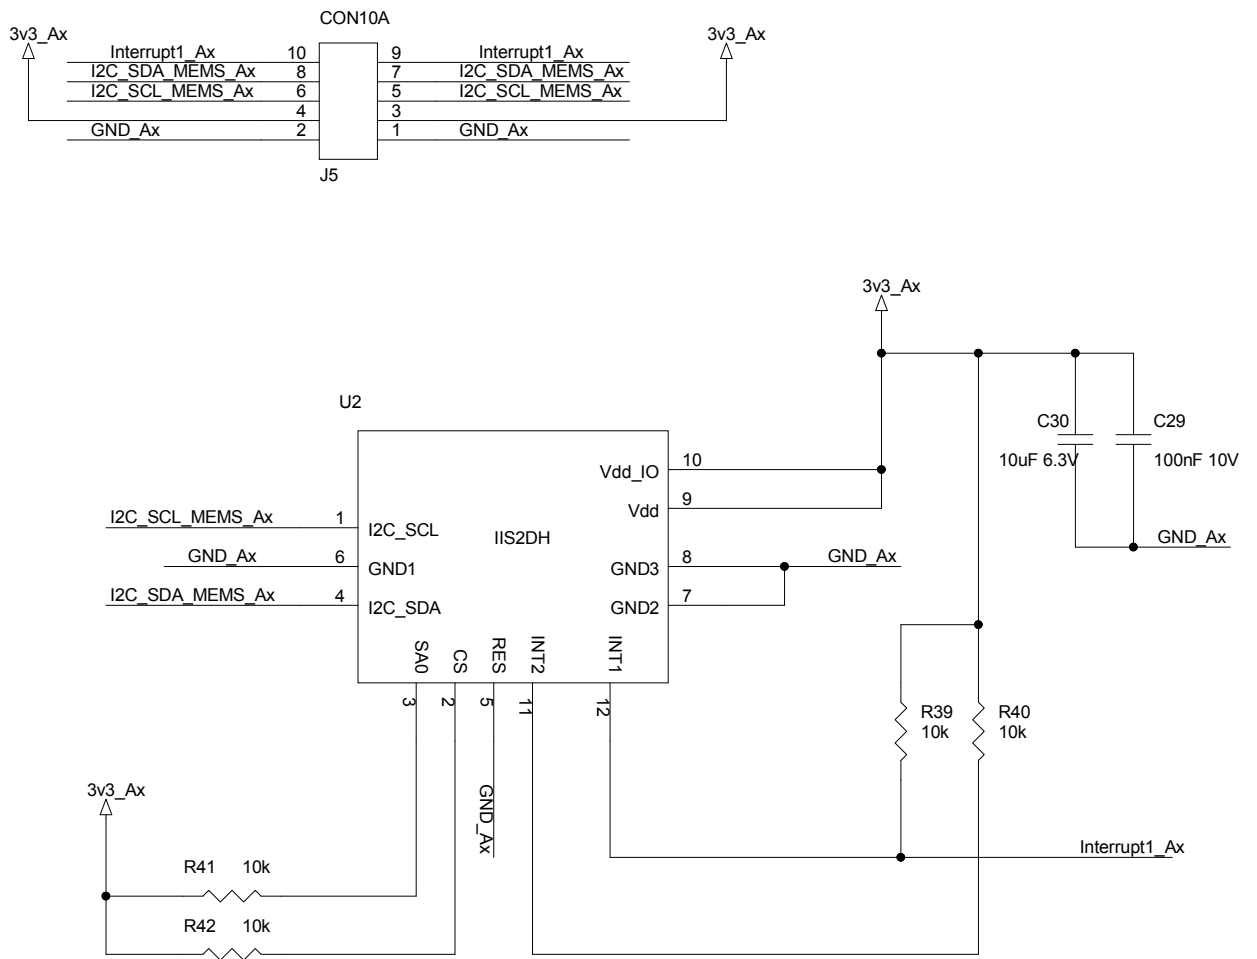 CON10A
3v3_Ax
3v3_Ax
Interrupt1_Ax 10 9 Interrupt1_Ax
I2C_SDA_MEMS_Ax 8 7 I2C_SDA_MEMS_Ax
I2C_SCL_MEMS_Ax 6 5 I2C_SCL_MEMS_Ax
4 3
GND_Ax 2 1 GND_Ax
J5
3v3_Ax
U2
C30
C29
10uF 6.3V
100nF 10V
Vdd_IO 10
Vdd 9
I2C_SCL_MEMS_Ax 1 I2C_SCL
IIS2DH
GND_Ax
GND_Ax 6 GND1
GND3 8 GND_Ax
I2C_SDA_MEMS_Ax 4 I2C_SDA
GND2 7
SA0
CS
RES
INT2
INT1
3
2
5
11
12
R39
10k
R40
10k
3v3_Ax
GND_Ax
Interrupt1_Ax
R41 10k
R42 10k